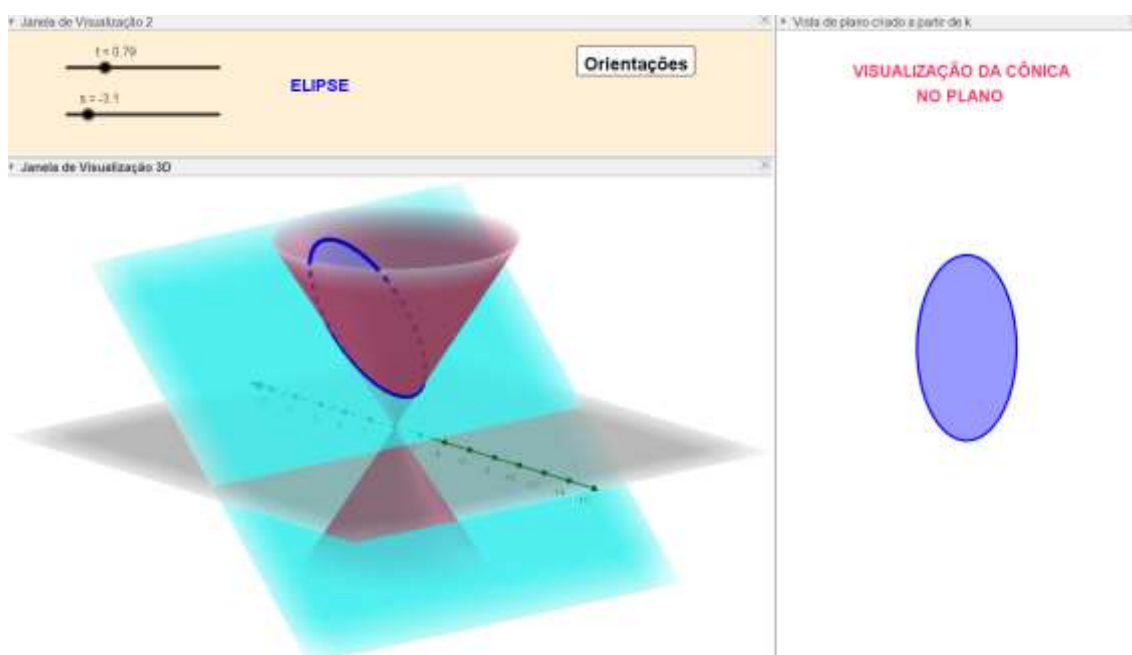 Janela de Visualização 2
t = 0.79
s = -3.1
ELIPSE
Orientações
Janela de Visualização 3D
Vista de plano criado a partir de k
VISUALIZAÇÃO DA CÔNICA
NO PLANO